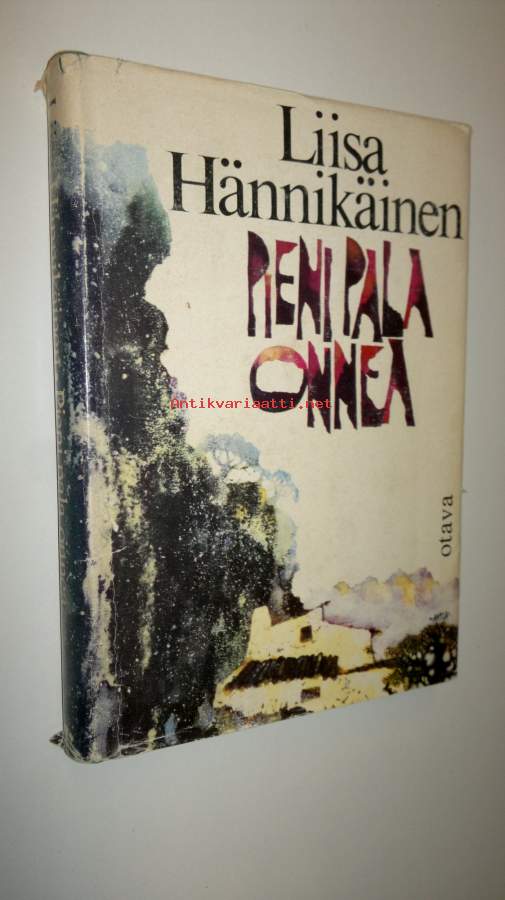 Liisa
Hännikäinen
PIENI PALA
ONNEA
Antikvariaatti.net
otava